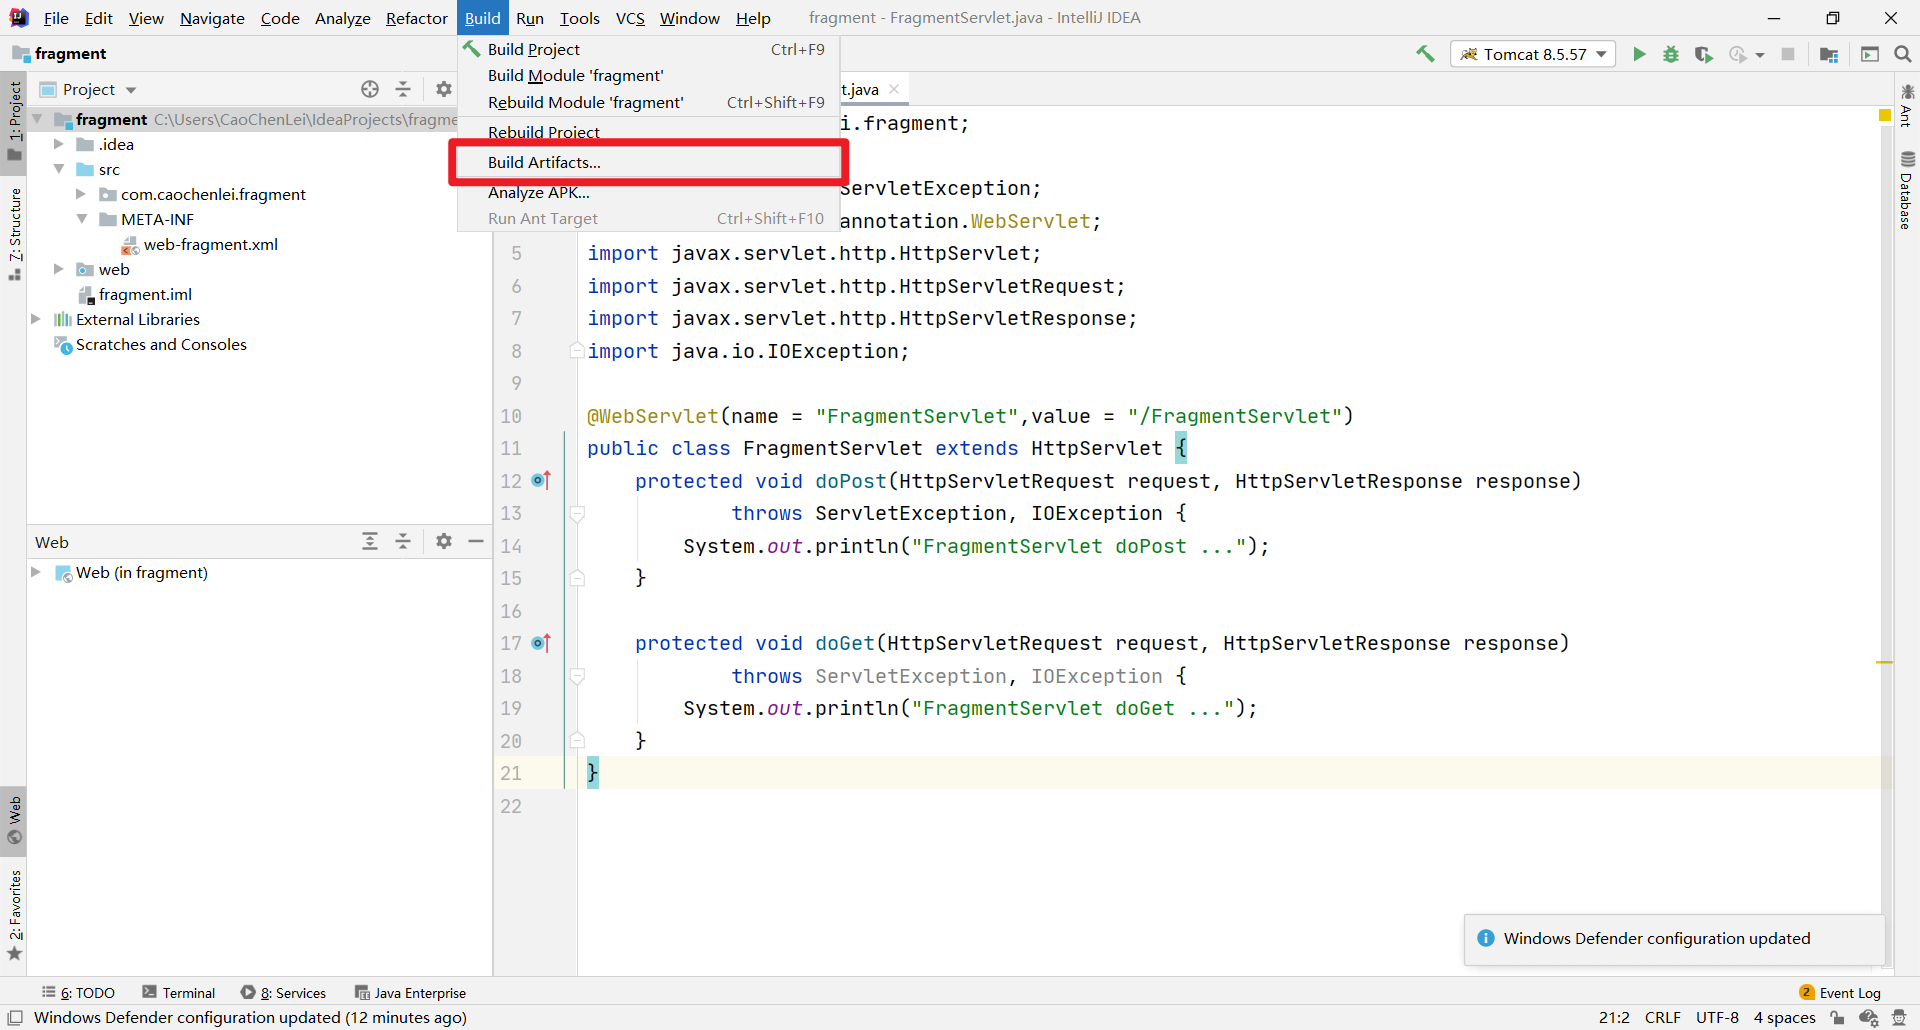 File Edit View Navigate Code Analyze Refactor Build Run Tools VCS Window Help fragment - FragmentServlet.java - IntelliJ IDEA
fragment
Tomcat 8.5.57
Build Project Ctrl+F9
Build Module 'fragment'
Rebuild Module 'fragment' Ctrl+Shift+F9
Rebuild Project
Build Artifacts...
Analyze APK...
Run Ant Target Ctrl+Shift+F10
1: Project
7: Structure
Web
2: Favorites
Project
fragment C:\Users\CaoChenLei\IdeaProjects\fragme
.idea
src
com.caochenlei.fragment
META-INF
web-fragment.xml
web
fragment.iml
External Libraries
Scratches and Consoles
Web
Web (in fragment)
t.java
i.fragment;
ServletException;
annotation.WebServlet;
5 import javax.servlet.http.HttpServlet;
6 import javax.servlet.http.HttpServletRequest;
7 import javax.servlet.http.HttpServletResponse;
8 import java.io.IOException;
9
10 @WebServlet(name = "FragmentServlet",value = "/FragmentServlet")
11 public class FragmentServlet extends HttpServlet {
12 protected void doPost(HttpServletRequest request, HttpServletResponse response)
13 throws ServletException, IOException {
14 System.out.println("FragmentServlet doPost ...");
15 }
16
17 protected void doGet(HttpServletRequest request, HttpServletResponse response)
18 throws ServletException, IOException {
19 System.out.println("FragmentServlet doGet ...");
20 }
21 }
22
Ant
Database
Windows Defender configuration updated
6: TODO Terminal 8: Services Java Enterprise 2 Event Log
Windows Defender configuration updated (12 minutes ago) 21:2 CRLF UTF-8 4 spaces